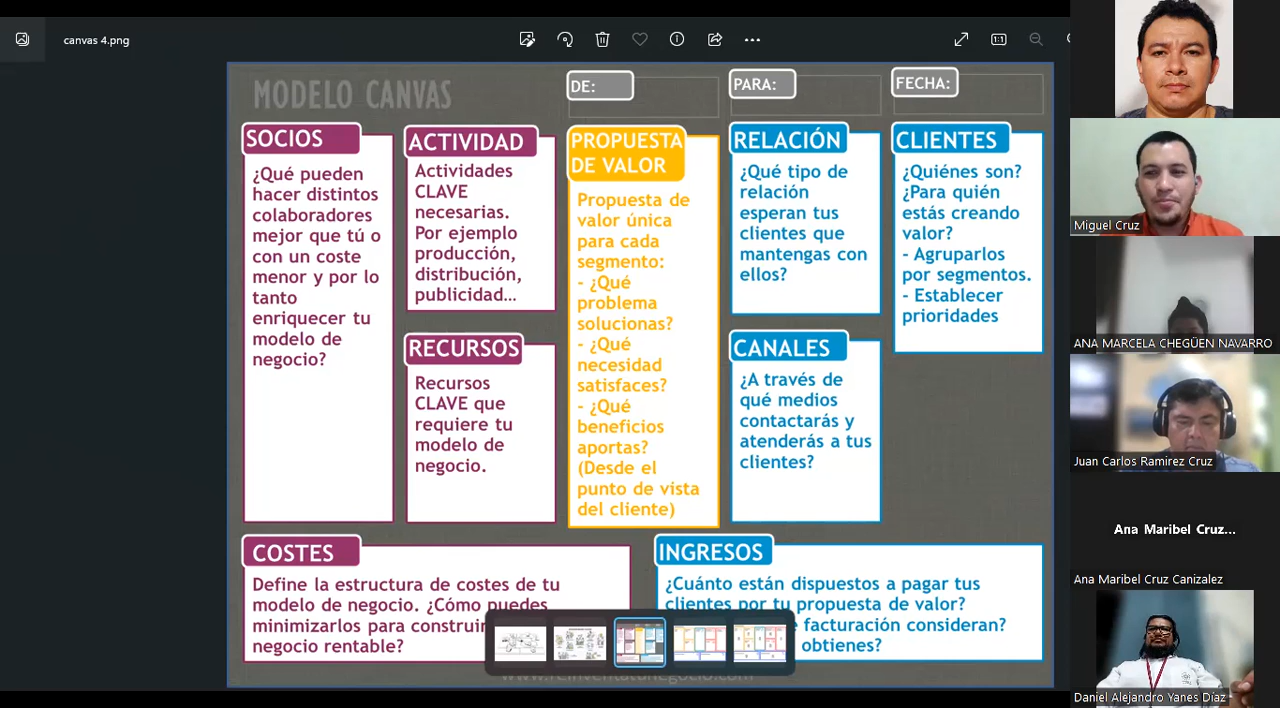 canvas 4.png
MODELO CANVAS
DE:
PARA:
FECHA:
SOCIOS
¿Qué pueden
hacer distintos
colaboradores
mejor que tú o
con un coste
menor y por lo
tanto
enriquecer tu
modelo de
negocio?
ACTIVIDAD
Actividades
CLAVE
necesarias.
Por ejemplo
producción,
distribución,
publicidad...
RECURSOS
Recursos
CLAVE que
requiere tu
modelo de
negocio.
PROPUESTA
DE VALOR
Propuesta de
valor única
para cada
segmento:
- ¿Qué
problema
solucionas?
- ¿Qué
necesidad
satisfaces?
- ¿Qué
beneficios
aportas?
(Desde el
punto de vista
del cliente)
RELACIÓN
¿Qué tipo de
relación
esperan tus
clientes que
mantengas con
ellos?
CANALES
¿A través de
qué medios
contactarás y
atenderás a tus
clientes?
CLIENTES
¿Quiénes son?
¿Para quién
estás creando
valor?
- Agruparlos
por segmentos.
- Establecer
prioridades
COSTES
Define la estructura de costes de tu
modelo de negocio. ¿Cómo puedes
minimizarlos para construir
negocio rentable?
INGRESOS
¿Cuánto están dispuestos a pagar tus
clientes por tu propuesta de valor?
facturación consideran?
obtienes?
www.reinventatunegocio.com
Miguel Cruz
ANA MARCELA CHEGÜEN NAVARRO
Juan Carlos Ramirez Cruz
Ana Maribel Cruz...
Ana Maribel Cruz Canizalez
Daniel Alejandro Yanes Díaz